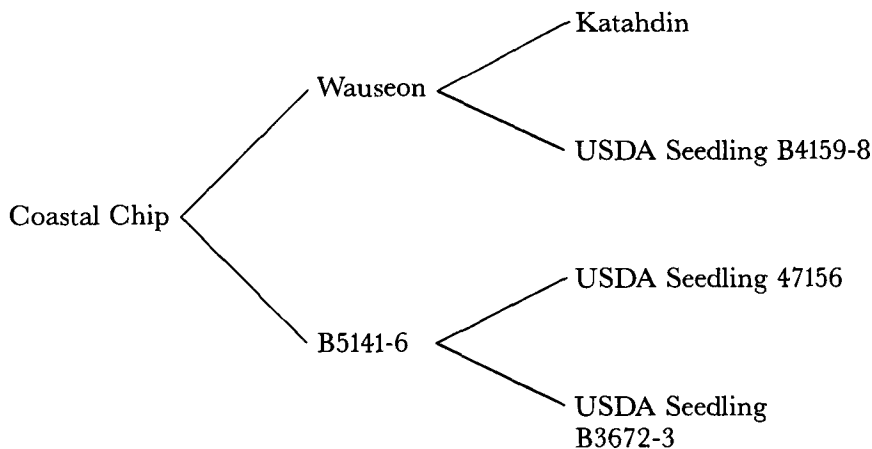 Katahdin
Wauseon
USDA Seedling B4159-8
Coastal Chip
USDA Seedling 47156
B5141-6
USDA Seedling
B3672-3